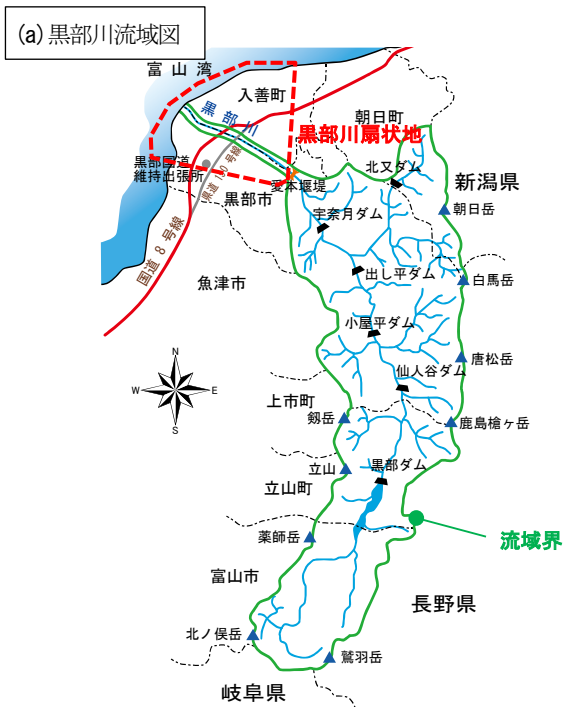 (a) 黒部川流域図
富山湾
入善町
朝日町
黒部川
黒部川扇状地
北又ダム
新潟県
黒部国道
維持出張所
愛本堰堤
黒部市
宇奈月ダム
朝日岳
国道 8 号線
魚津市
出し平ダム
白馬岳
小屋平ダム
唐松岳
仙人谷ダム
N
W
E
S
上市町
剱岳
鹿島槍ヶ岳
立山
黒部ダム
立山町
薬師岳
流域界
富山市
長野県
北ノ俣岳
鷲羽岳
岐阜県